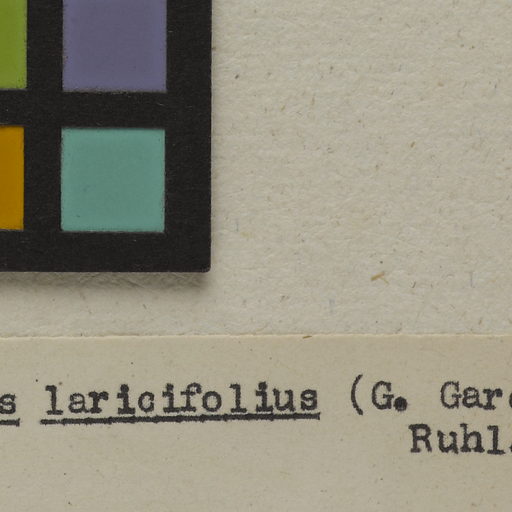 s laricifolius (G. Gar
Ruhl